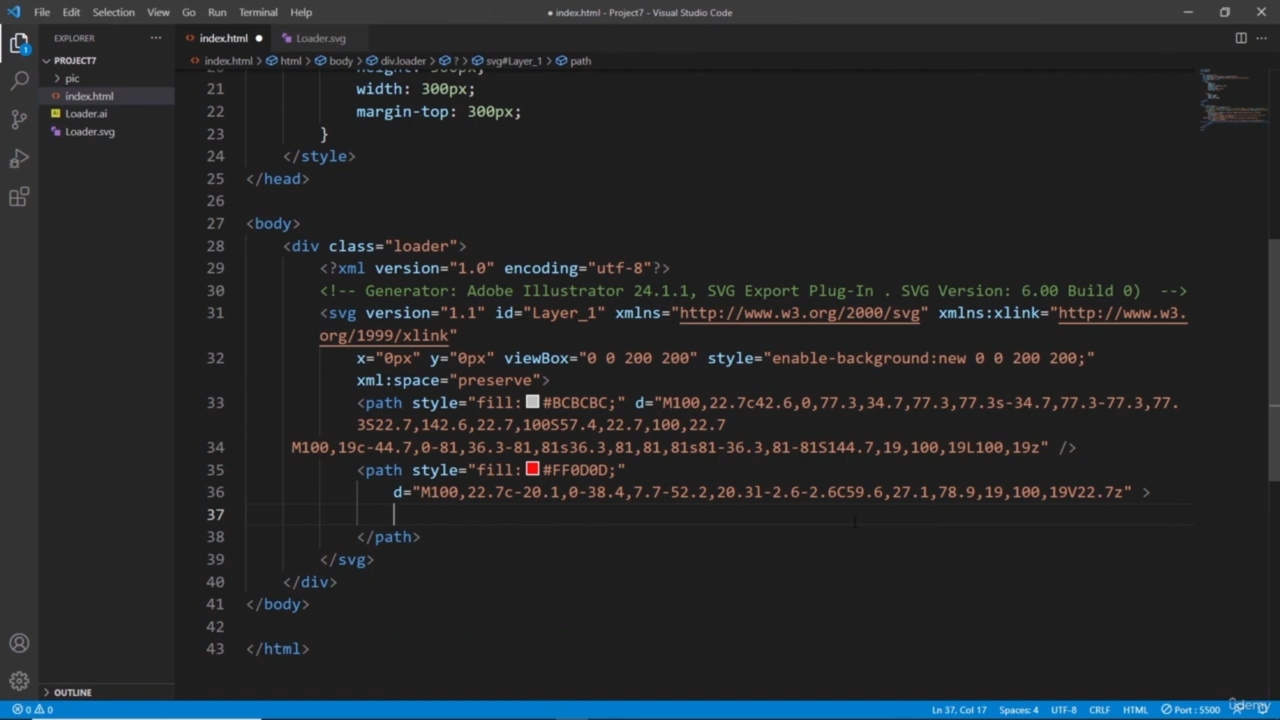 File Edit Selection View Go Run Terminal Help
● index.html - Project7 - Visual Studio Code
EXPLORER
index.html
Loader.svg
PROJECT7
index.html > html > body > div.loader > ? > svg#Layer_1 > path
pic
index.html
Loader.ai
Loader.svg
21 width: 300px;
22 margin-top: 300px;
23 }
24 </style>
25 </head>
26
27 <body>
28 <div class="loader">
29 <?xml version="1.0" encoding="utf-8"?>
30 <!-- Generator: Adobe Illustrator 24.1.1, SVG Export Plug-In . SVG Version: 6.00 Build 0) -->
31 <svg version="1.1" id="Layer_1" xmlns="http://www.w3.org/2000/svg" xmlns:xlink="http://www.w3.
org/1999/xlink"
32 x="0px" y="0px" viewBox="0 0 200 200" style="enable-background:new 0 0 200 200;"
xml:space="preserve">
33 <path style="fill:#BCBCBC;" d="M100,22.7c42.6,0,77.3,34.7,77.3,77.3s-34.7,77.3-77.3,77.
3S22.7,142.6,22.7,100S57.4,22.7,100,22.7
34 M100,19c-44.7,0-81,36.3-81,81s36.3,81,81,81s81-36.3,81-81S144.7,19,100,19L100,19z" />
35 <path style="fill:#FF0D0D;"
36 d="M100,22.7c-20.1,0-38.4,7.7-52.2,20.3l-2.6-2.6C59.6,27.1,78.9,19,100,19V22.7z" >
37
38 </path>
39 </svg>
40 </div>
41 </body>
42
43 </html>
OUTLINE
0 0
Ln 37, Col 17 Spaces: 4 UTF-8 CRLF HTML Port : 5500
udemy